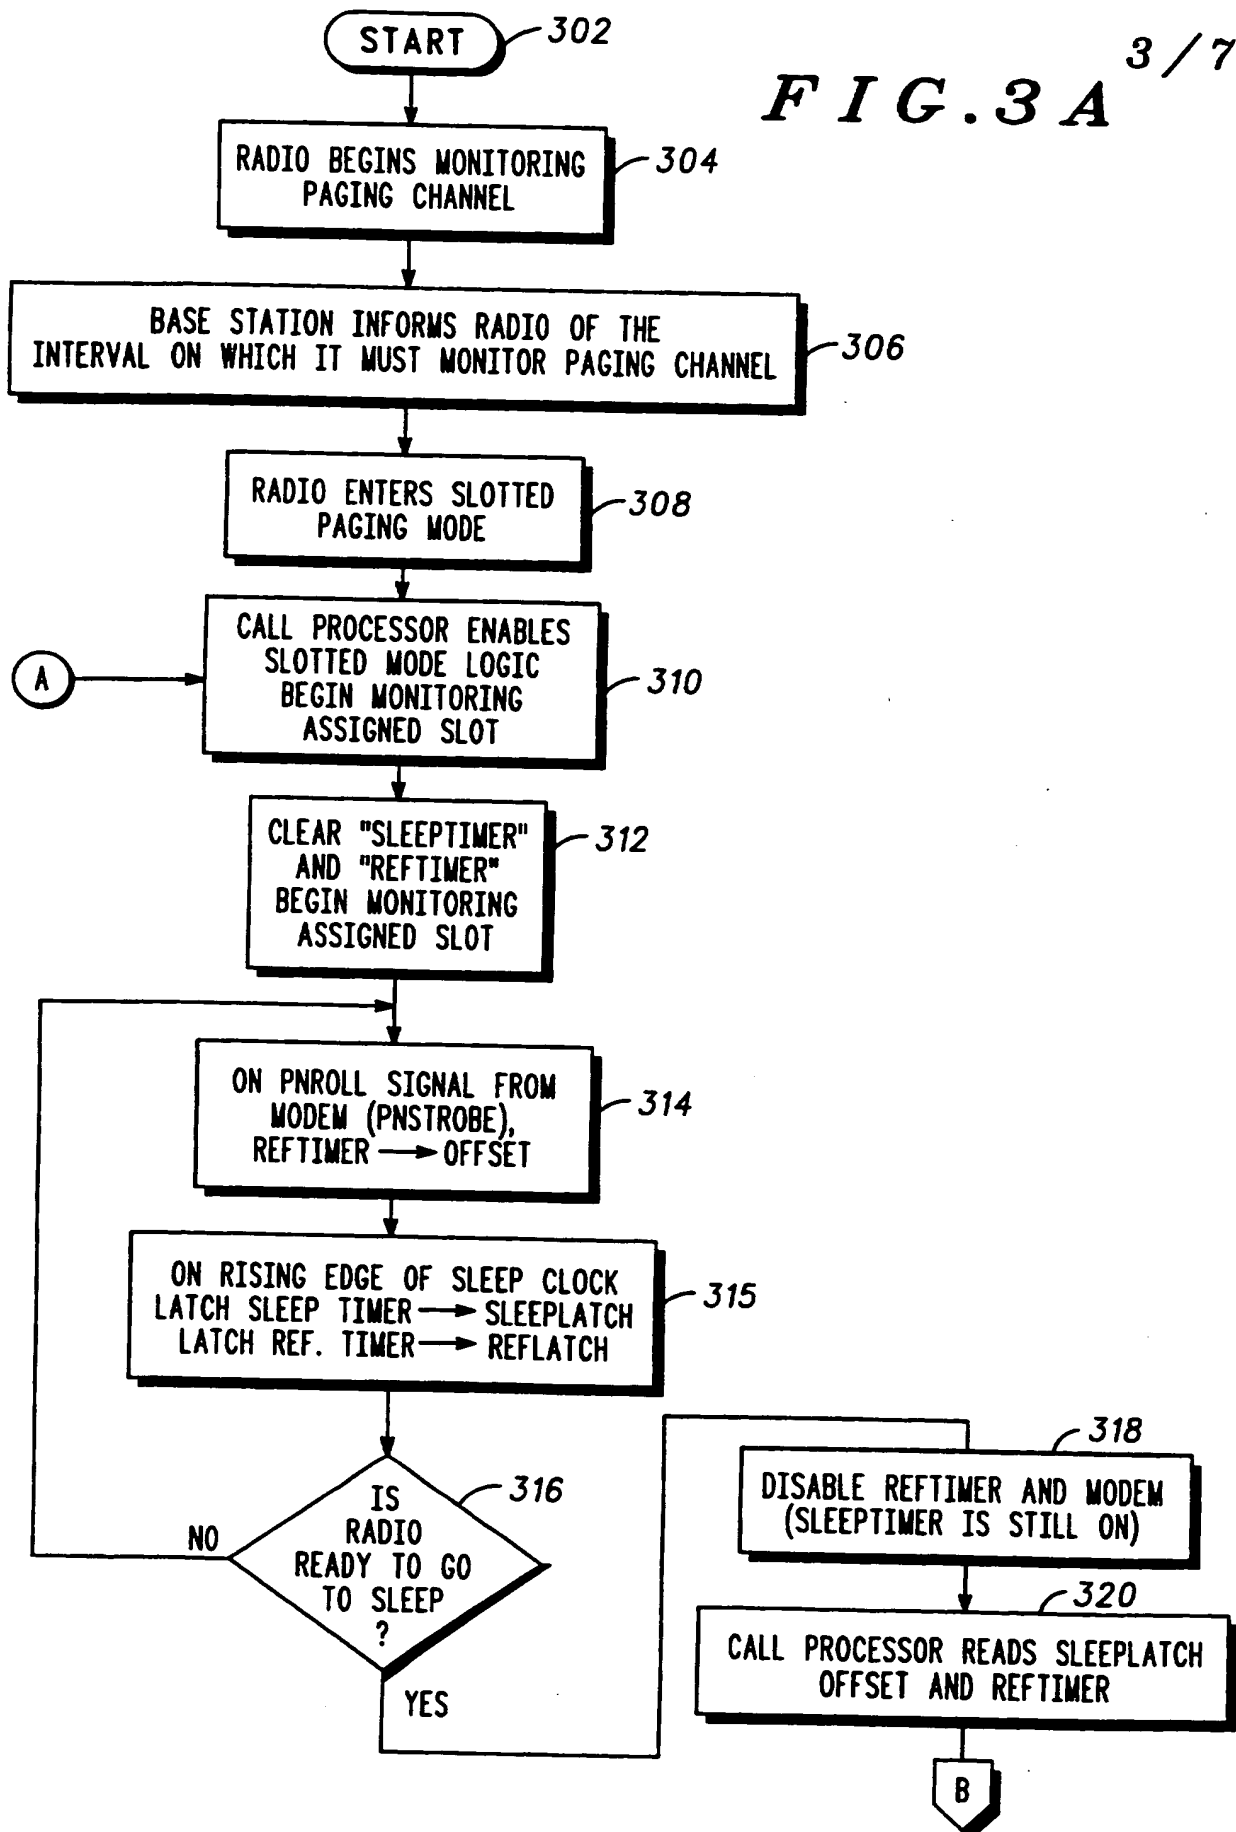 3/7
FIG.3A
START
302
RADIO BEGINS MONITORING
PAGING CHANNEL
304
BASE STATION INFORMS RADIO OF THE
INTERVAL ON WHICH IT MUST MONITOR PAGING CHANNEL
306
RADIO ENTERS SLOTTED
PAGING MODE
308
A
CALL PROCESSOR ENABLES
SLOTTED MODE LOGIC
BEGIN MONITORING
ASSIGNED SLOT
310
CLEAR "SLEEPTIMER"
AND "REFTIMER"
BEGIN MONITORING
ASSIGNED SLOT
312
ON PNROLL SIGNAL FROM
MODEM (PNSTROBE),
REFTIMER → OFFSET
314
ON RISING EDGE OF SLEEP CLOCK
LATCH SLEEP TIMER → SLEEPLATCH
LATCH REF. TIMER → REFLATCH
315
IS
RADIO
READY TO GO
TO SLEEP
?
316
NO
YES
318
DISABLE REFTIMER AND MODEM
(SLEEPTIMER IS STILL ON)
320
CALL PROCESSOR READS SLEEPLATCH
OFFSET AND REFTIMER
B